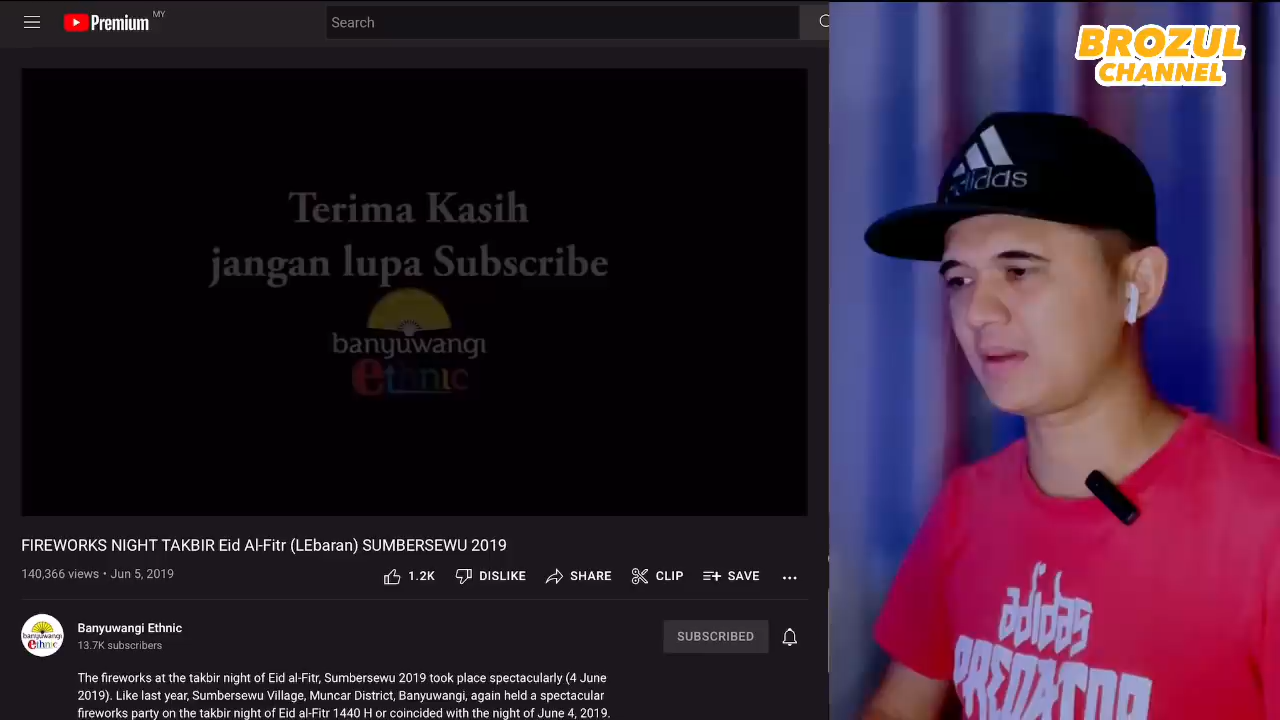 Premium
MY
Search
BROZUL
CHANNEL
adidas
Terima Kasih
jangan lupa Subscribe
banyuwangi
ethnic
FIREWORKS NIGHT TAKBIR Eid Al-Fitr (LEbaran) SUMBERSEWU 2019
140,366 views • Jun 5, 2019
1.2K
DISLIKE
SHARE
CLIP
SAVE
banyuwangi
ethnic
Banyuwangi Ethnic
13.7K subscribers
SUBSCRIBED
The fireworks at the takbir night of Eid al-Fitr, Sumbersewu 2019 took place spectacularly (4 June
2019). Like last year, Sumbersewu Village, Muncar District, Banyuwangi, again held a spectacular
fireworks party on the takbir night of Eid al-Fitr 1440 H or coincided with the night of June 4, 2019.
adidas
PREDATOR